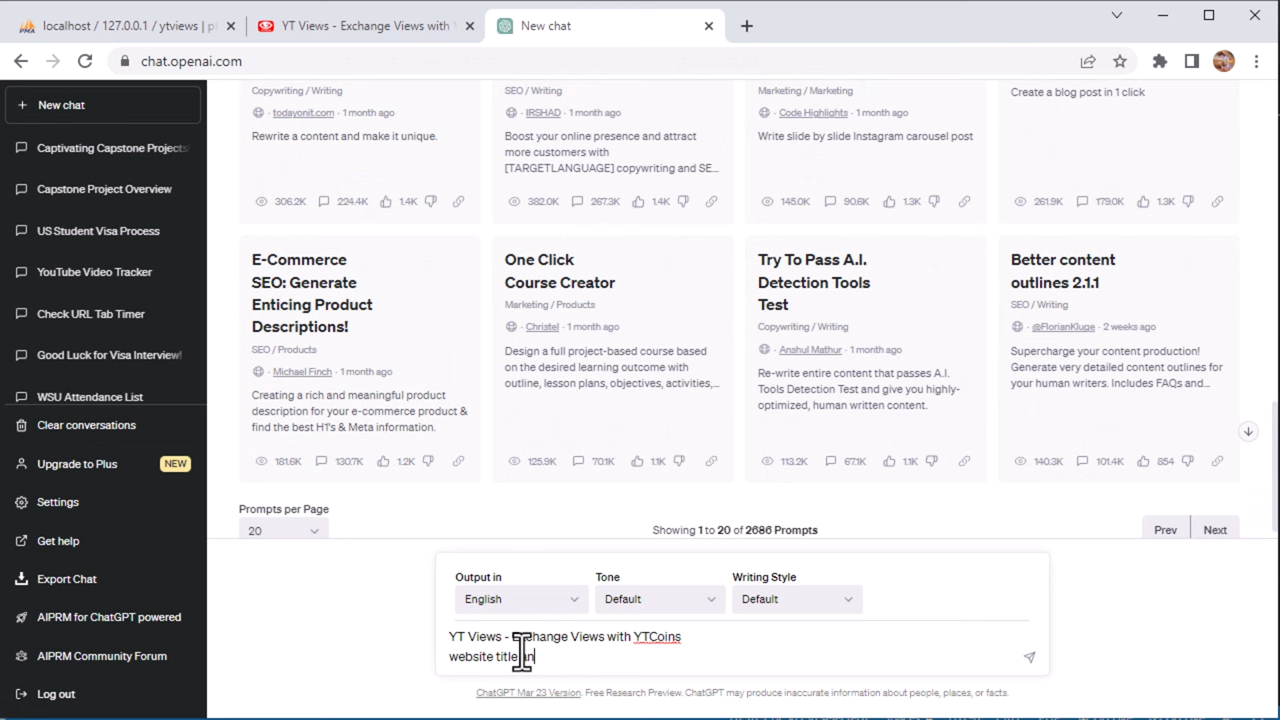 localhost / 127.0.0.1 / ytviews | p
YT Views - Exchange Views with
New chat
chat.openai.com
New chat
Captivating Capstone Projects
Capstone Project Overview
US Student Visa Process
YouTube Video Tracker
Check URL Tab Timer
Good Luck for Visa Interview!
WSU Attendance List
Clear conversations
Upgrade to Plus NEW
Settings
Get help
Export Chat
AIPRM for ChatGPT powered
AIPRM Community Forum
Log out
Copywriting / Writing
todayonit.com · 1 month ago
Rewrite a content and make it unique.
306.2K 224.4K 1.4K
SEO / Writing
IRSHAD · 1 month ago
Boost your online presence and attract
more customers with
[TARGETLANGUAGE] copywriting and SE...
382.0K 267.3K 1.4K
Marketing / Marketing
Code Highlights · 1 month ago
Write slide by slide Instagram carousel post
145.0K 90.6K 1.3K
Create a blog post in 1 click
261.9K 179.0K 1.3K
E-Commerce
SEO: Generate
Enticing Product
Descriptions!
SEO / Products
· Michael Finch · 1 month ago
Creating a rich and meaningful product
description for your e-commerce product &
find the best H1's & Meta information.
181.6K 130.7K 1.2K
One Click
Course Creator
Marketing / Products
· Christel · 1 month ago
Design a full project-based course based
on the desired learning outcome with
outline, lesson plans, objectives, activities,...
125.9K 70.1K 1.1K
Try To Pass A.I.
Detection Tools
Test
Copywriting / Writing
· Anshul Mathur · 1 month ago
Re-write entire content that passes A.I.
Tools Detection Test and give you highly-
optimized, human written content.
113.2K 67.1K 1.1K
Better content
outlines 2.1.1
SEO / Writing
· @FlorianKluge · 2 weeks ago
Supercharge your content production!
Generate very detailed content outlines for
your human writers. Includes FAQs and...
140.3K 101.4K 854
Prompts per Page
20
Showing 1 to 20 of 2686 Prompts
Prev Next
Output in Tone Writing Style
English Default Default
YT Views - Exchange Views with YTCoins
website title an
ChatGPT Mar 23 Version. Free Research Preview. ChatGPT may produce inaccurate information about people, places, or facts.